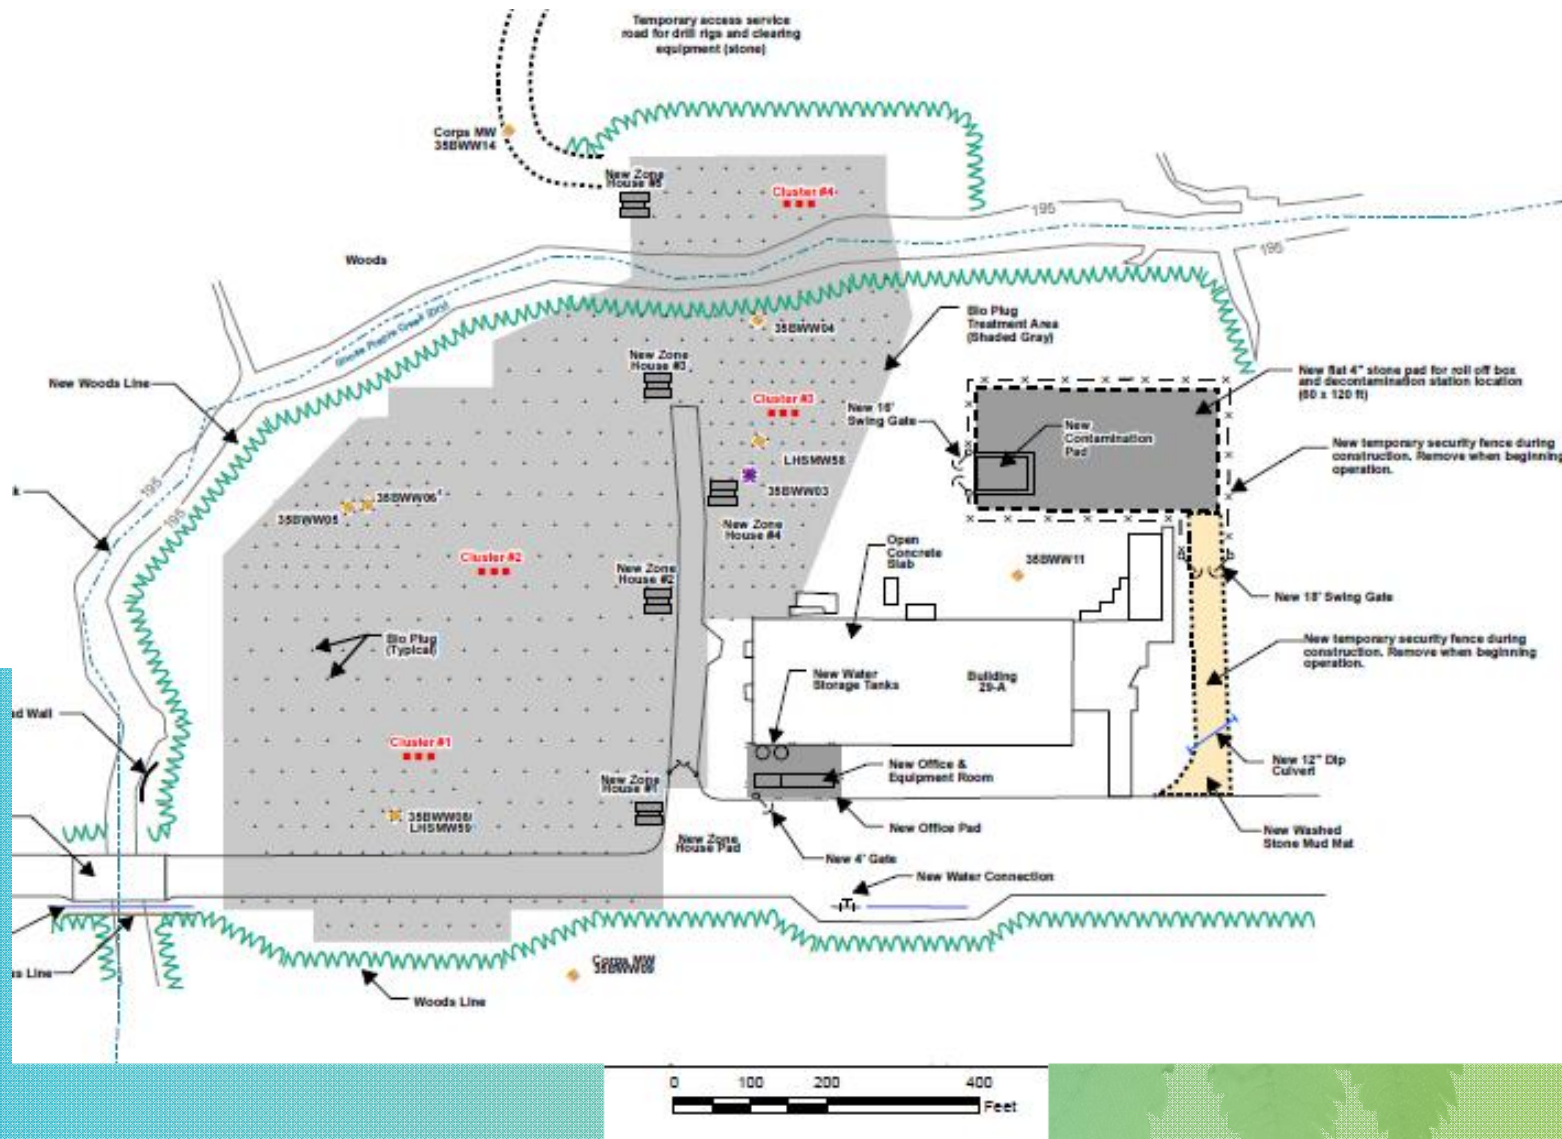 Temporary access service
road for drill rigs and clearing
equipment (stone)
Corps MW
35BWW14
New Zone
House #5
Cluster #4
195
195
Woods
Bio Plug
Treatment Area
(Shaded Gray)
35BWW04
New Zone
House #3
New Woods Line
Cluster #3
New 16'
Swing Gate
New
Contamination
Pad
New flat 4" stone pad for roll off box
and decontamination station location
(60 x 120 ft)
New temporary security fence during
construction. Remove when beginning
operation.
LHSMW58
35BWW03
New Zone
House #4
195
195
35BWW06
35BWW05
k
Cluster #2
New Zone
House #2
Open
Concrete
Slab
35BWW11
New 18' Swing Gate
Bio Plug
(Typical)
New temporary security fence during
construction. Remove when beginning
operation.
New Water
Storage Tanks
Building
29-A
d Wall
Cluster #1
New Zone
House #1
New Office &
Equipment Room
New 12" Dip
Culvert
35BWW08/
LHSMW59
New Zone
House Pad
New Office Pad
New Washed
Stone Mud Mat
New 4' Gate
New Water Connection
s Line
Corps MW
35BWW09
Woods Line
0 100 200 400
Feet